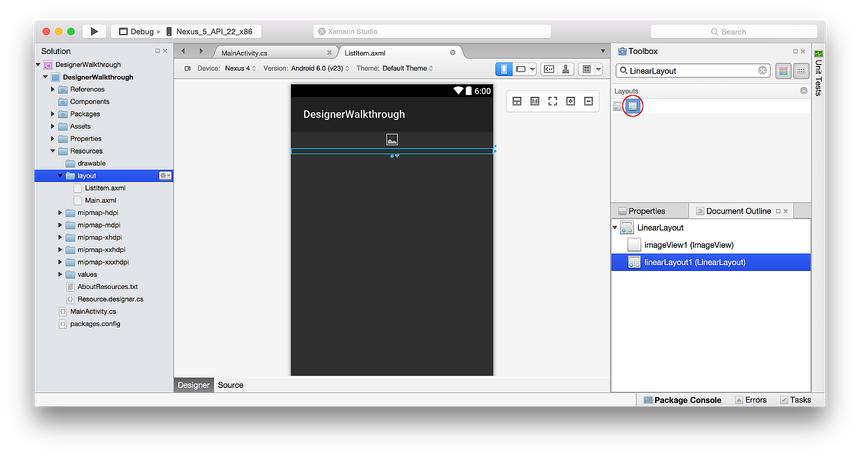 Debug
Nexus_5_API_22_x86
Xamarin Studio
Search
Solution
DesignerWalkthrough
DesignerWalkthrough
References
Components
Packages
Assets
Properties
Resources
drawable
layout
ListItem.axml
Main.axml
mipmap-hdpi
mipmap-mdpi
mipmap-xhdpi
mipmap-xxhdpi
mipmap-xxxhdpi
values
AboutResources.txt
Resource.designer.cs
MainActivity.cs
packages.config
MainActivity.cs
ListItem.axml
Device: Nexus 4 Version: Android 6.0 (v23) Theme: Default Theme
6:00
DesignerWalkthrough
Designer Source
Toolbox
LinearLayout
Layouts
Unit Tests
Properties Document Outline
LinearLayout
imageView1 (ImageView)
linearLayout1 (LinearLayout)
Package Console Errors Tasks